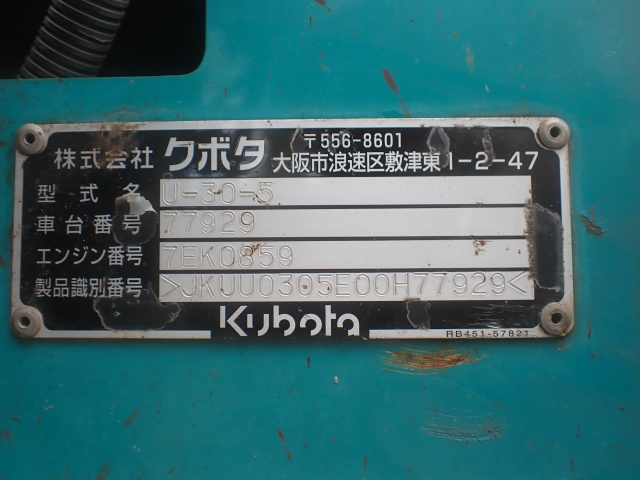 株式会社 クボタ
〒556-8601
大阪市浪速区敷津東1-2-47
型式名 U-30-5
車台番号 77929
エンジン番号 7EK0859
製品識別番号 >JKUU0305E00H77929<
Kubota
RB451-57821